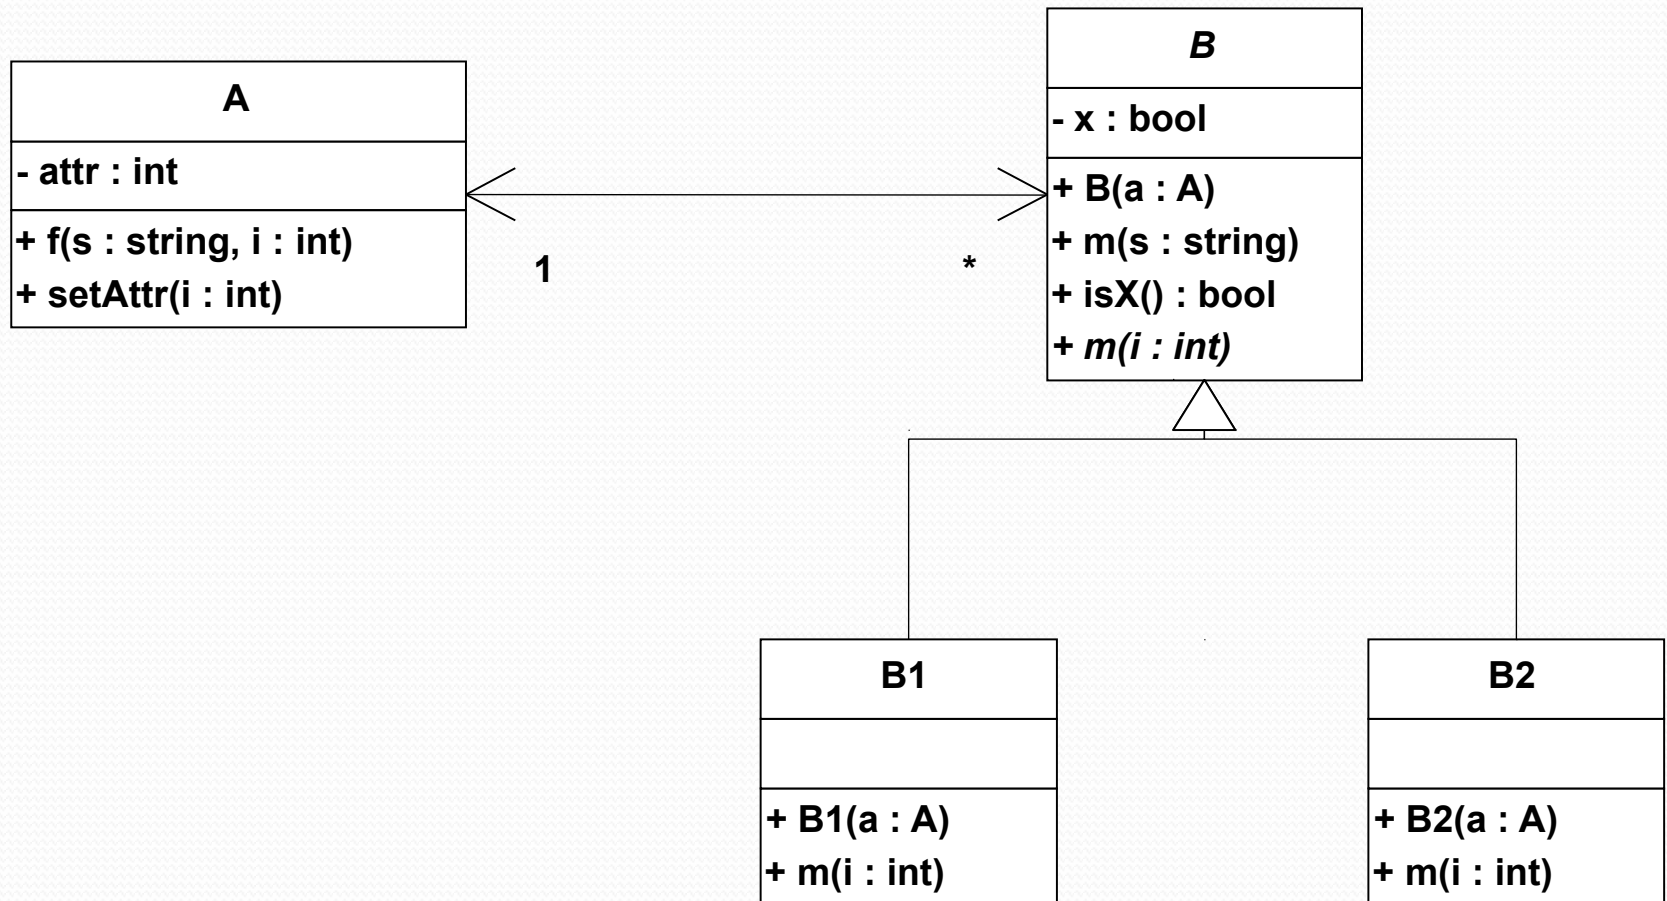 A
- attr : int
+ f(s : string, i : int)
+ setAttr(i : int)
1
*
B
- x : bool
+ B(a : A)
+ m(s : string)
+ isX() : bool
+ m(i : int)
B1
+ B1(a : A)
+ m(i : int)
B2
+ B2(a : A)
+ m(i : int)